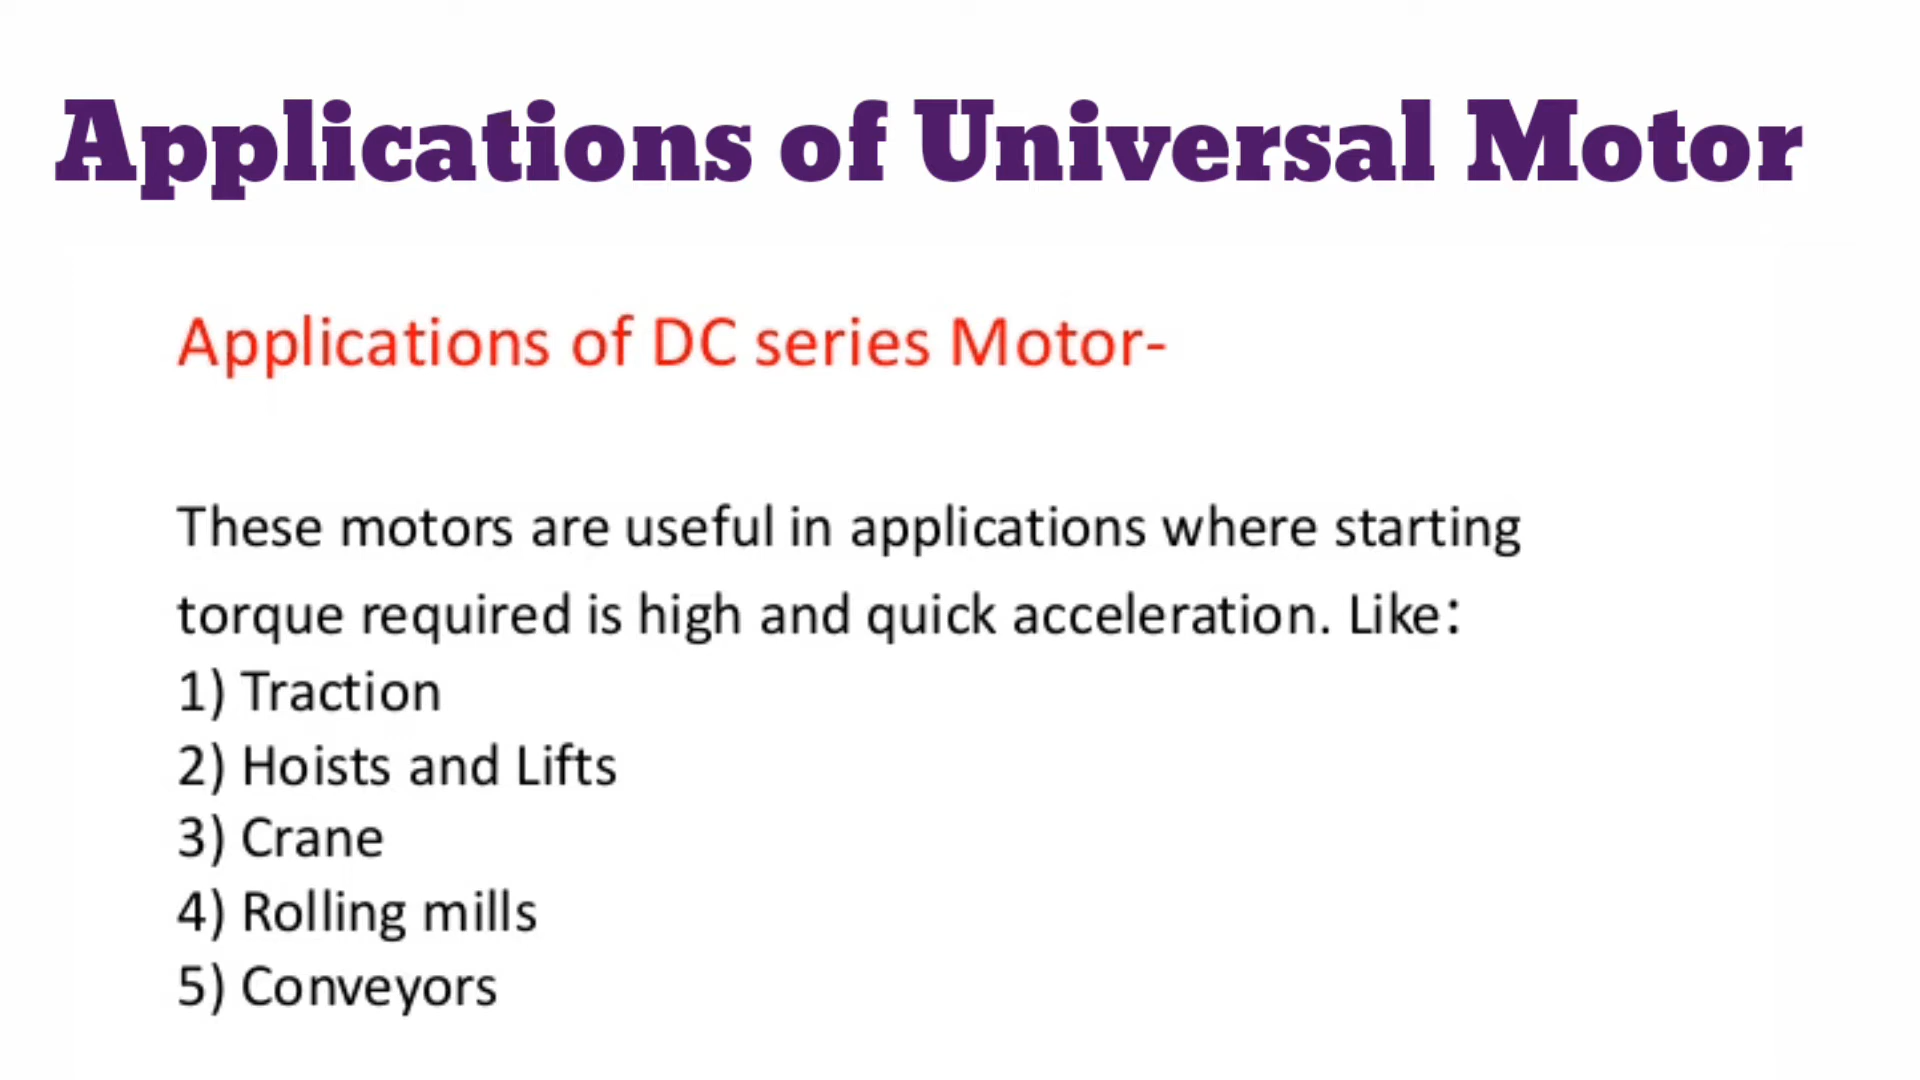 Applications of Universal Motor
Applications of DC series Motor-
These motors are useful in applications where starting
torque required is high and quick acceleration. Like:
1) Traction
2) Hoists and Lifts
3) Crane
4) Rolling mills
5) Conveyors